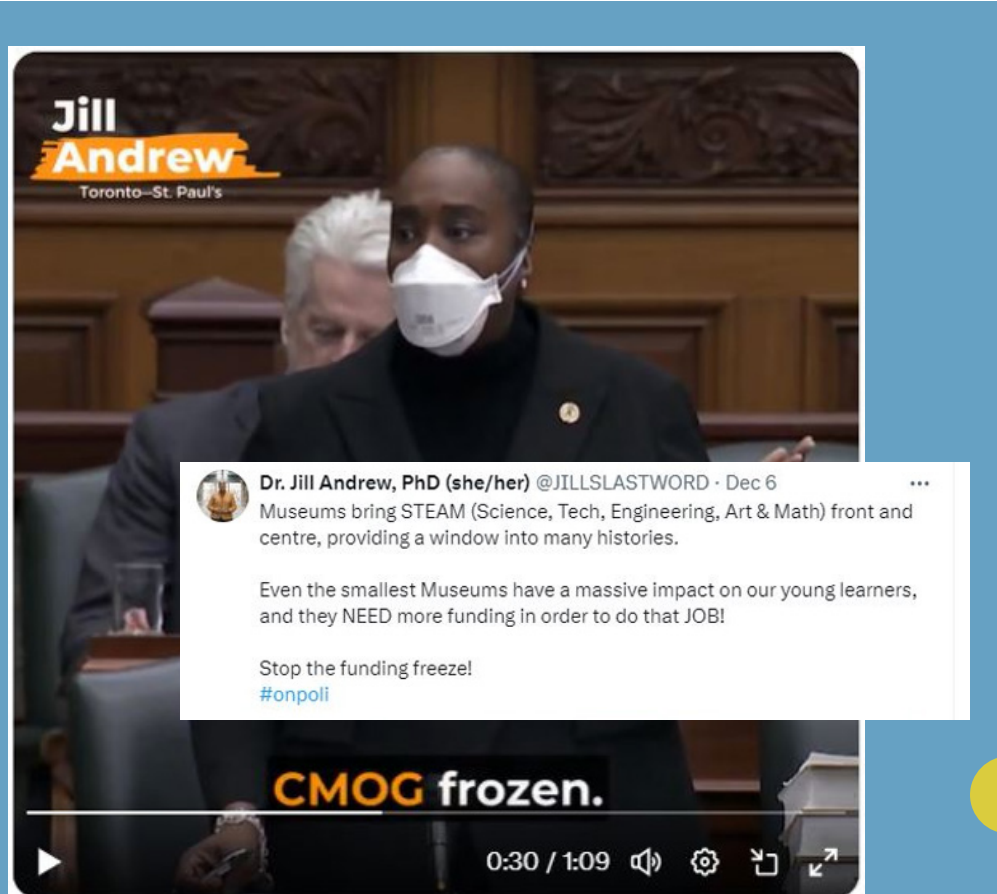 Jill
Andrew
Toronto—St. Paul's
Dr. Jill Andrew, PhD (she/her) @JILLSLASTWORD · Dec 6
Museums bring STEAM (Science, Tech, Engineering, Art & Math) front and
centre, providing a window into many histories.
Even the smallest Museums have a massive impact on our young learners,
and they NEED more funding in order to do that JOB!
Stop the funding freeze!
#onpoli
CMOG frozen.
0:30 / 1:09